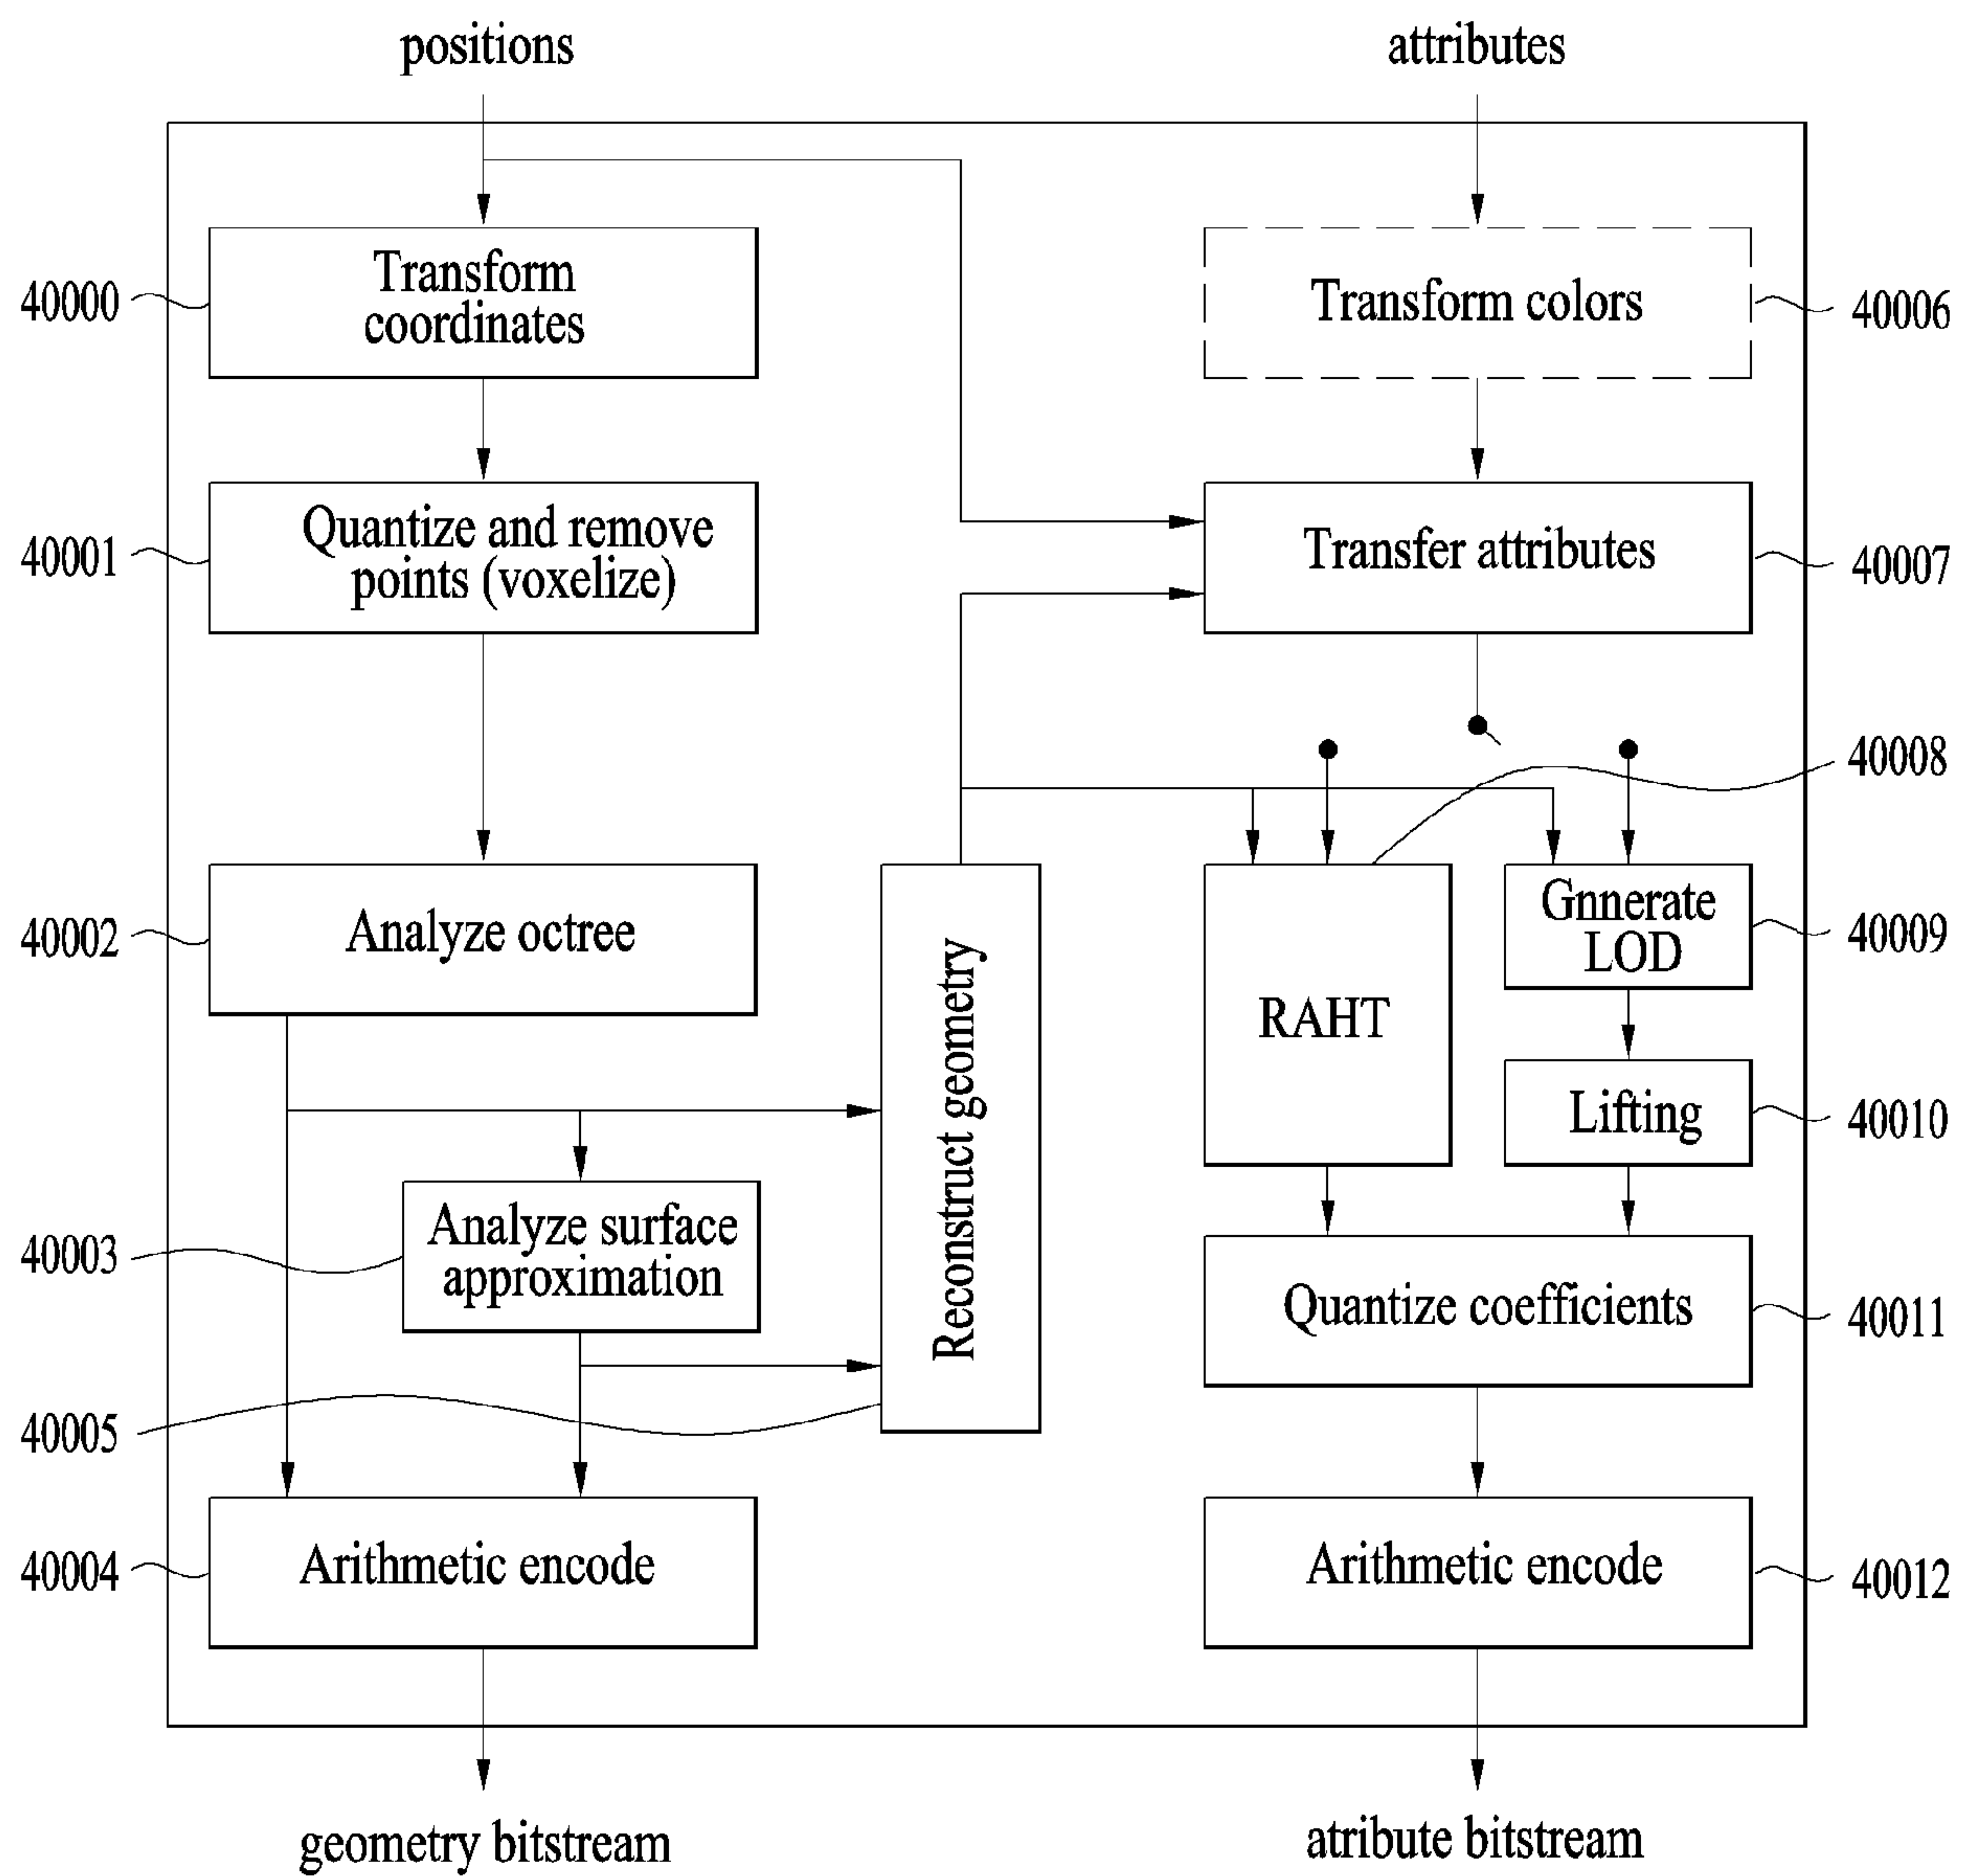 positions
attributes
Transform
coordinates
40000
Transform colors
40006
Quantize and remove
points (voxelize)
40001
Transfer attributes
40007
40008
Analyze octree
40002
Reconstruct geometry
RAHT
Gnnerate
LOD
40009
Lifting
40010
Analyze surface
approximation
40003
Quantize coefficients
40011
40005
Arithmetic encode
40004
Arithmetic encode
40012
geometry bitstream
atribute bitstream